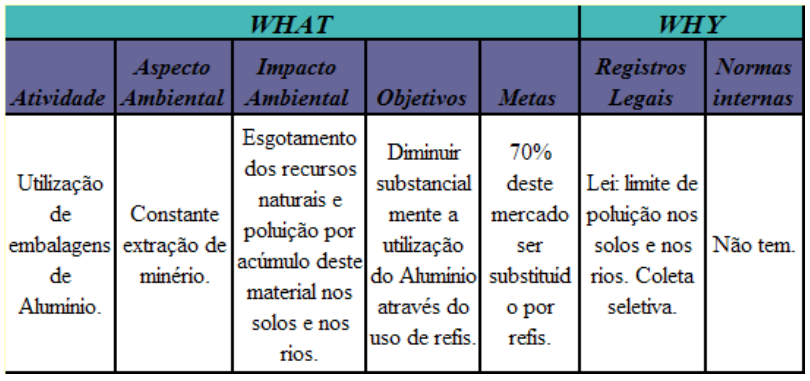 WHAT
WHY
Atividade
Aspecto
Ambiental
Impacto
Ambiental
Objetivos
Metas
Registros
Legais
Normas
internas
Utilização
de
embalagens
de
Alumínio.
Constante
extração de
minério.
Esgotamento
dos recursos
naturais e
poluição por
acúmulo deste
material nos
solos e nos
rios.
Diminuir
substancial
mente a
utilização
do Alumínio
através do
uso de refis.
70%
deste
mercado
ser
substituíd
o por
refis.
Lei: limite de
poluição nos
solos e nos
rios. Coleta
seletiva.
Não tem.